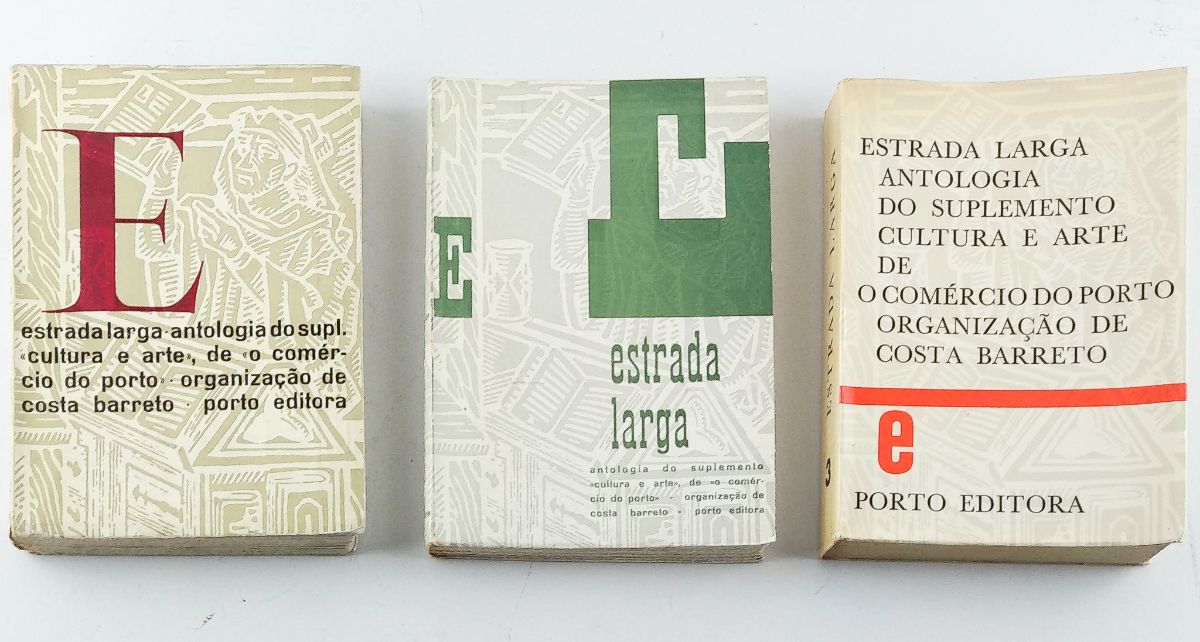 E
estrada larga · antologia do supl.
«cultura e arte», de «o comér-
cio do porto» · organização de
costa barreto · porto editora
E L
estrada
larga
antologia do suplemento
«cultura e arte», de «o comér-
cio do porto» - organização de
costa barreto - porto editora
ESTRADA LARGA
3
ESTRADA LARGA
ANTOLOGIA
DO SUPLEMENTO
CULTURA E ARTE
DE
O COMÉRCIO DO PORTO
ORGANIZAÇÃO DE
COSTA BARRETO
e
PORTO EDITORA